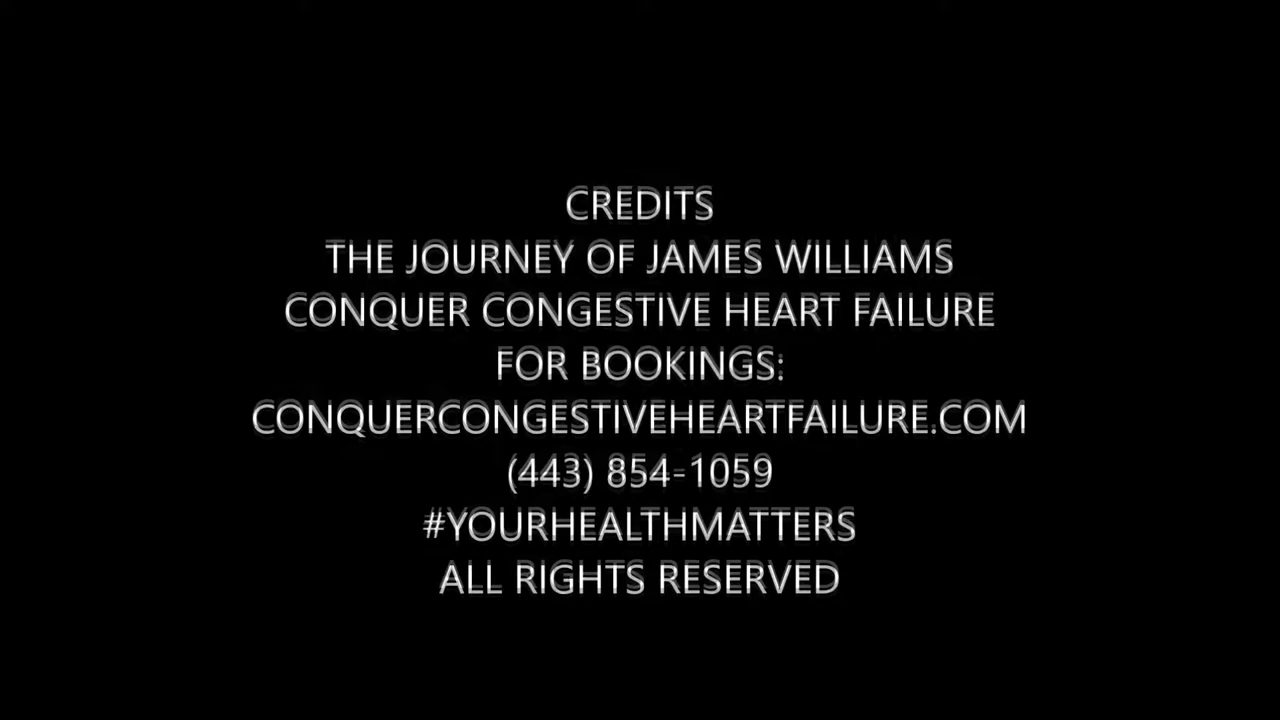 CREDITS
THE JOURNEY OF JAMES WILLIAMS
CONQUER CONGESTIVE HEART FAILURE
FOR BOOKINGS:
CONQUERCONGESTIVEHEARTFAILURE.COM
(443) 854-1059
#YOURHEALTHMATTERS
ALL RIGHTS RESERVED